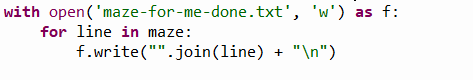 with open('maze-for-me-done.txt', 'w') as f:
    for line in maze:
        f.write("".join(line) + "\n")